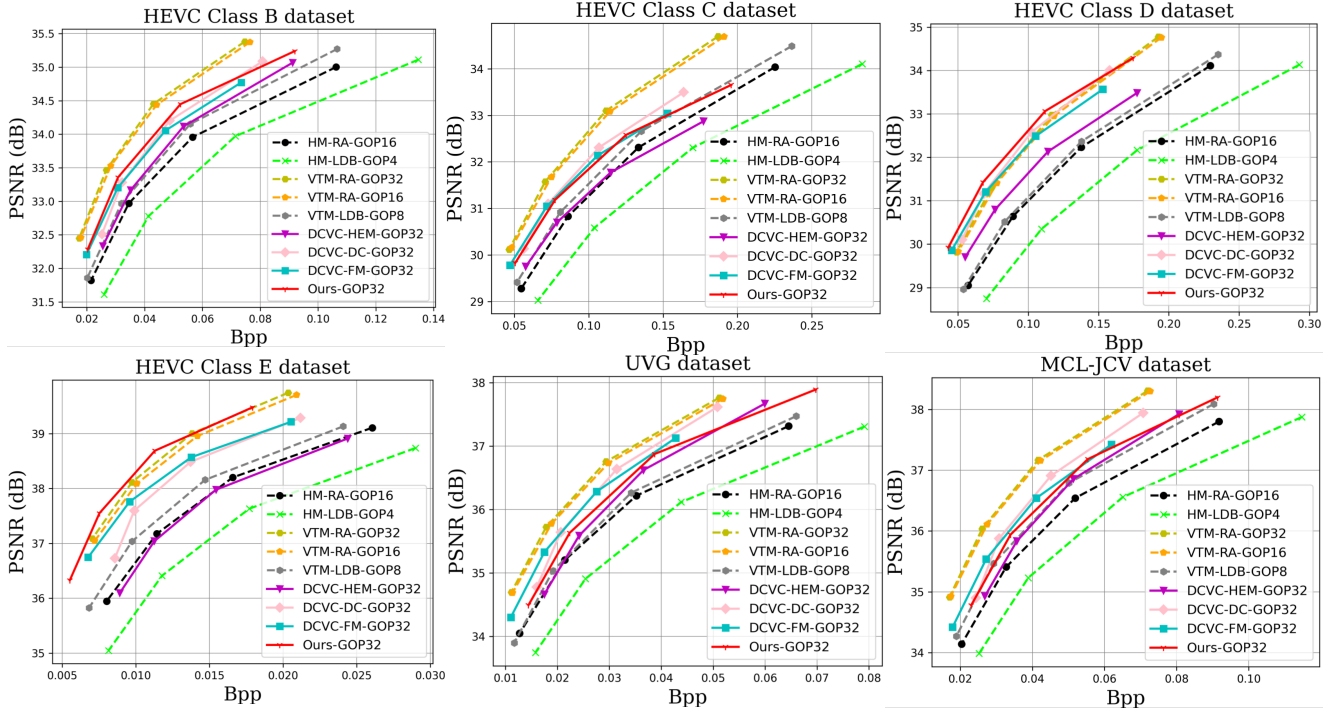 HEVC Class B dataset
PSNR (dB)
35.5
35.0
34.5
34.0
33.5
33.0
32.5
32.0
31.5
0.02 0.04 0.06 0.08 0.10 0.12 0.14
Bpp
HM-RA-GOP16
HM-LDB-GOP4
VTM-RA-GOP32
VTM-RA-GOP16
VTM-LDB-GOP8
DCVC-HEM-GOP32
DCVC-DC-GOP32
DCVC-FM-GOP32
Ours-GOP32
HEVC Class C dataset
PSNR (dB)
34
33
32
31
30
29
0.05 0.10 0.15 0.20 0.25
Bpp
HM-RA-GOP16
HM-LDB-GOP4
VTM-RA-GOP32
VTM-RA-GOP16
VTM-LDB-GOP8
DCVC-HEM-GOP32
DCVC-DC-GOP32
DCVC-FM-GOP32
Ours-GOP32
HEVC Class D dataset
PSNR (dB)
35
34
33
32
31
30
29
28
0.05 0.10 0.15 0.20 0.25 0.30
Bpp
HM-RA-GOP16
HM-LDB-GOP4
VTM-RA-GOP32
VTM-RA-GOP16
VTM-LDB-GOP8
DCVC-HEM-GOP32
DCVC-DC-GOP32
DCVC-FM-GOP32
Ours-GOP32
HEVC Class E dataset
PSNR (dB)
39
38
37
36
35
0.005 0.010 0.015 0.020 0.025 0.030
Bpp
HM-RA-GOP16
HM-LDB-GOP4
VTM-RA-GOP32
VTM-RA-GOP16
VTM-LDB-GOP8
DCVC-HEM-GOP32
DCVC-DC-GOP32
DCVC-FM-GOP32
Ours-GOP32
UVG dataset
PSNR (dB)
38
37
36
35
34
0.01 0.02 0.03 0.04 0.05 0.06 0.07 0.08
Bpp
HM-RA-GOP16
HM-LDB-GOP4
VTM-RA-GOP32
VTM-RA-GOP16
VTM-LDB-GOP8
DCVC-HEM-GOP32
DCVC-DC-GOP32
DCVC-FM-GOP32
Ours-GOP32
MCL-JCV dataset
PSNR (dB)
38
37
36
35
34
0.02 0.04 0.06 0.08 0.10
Bpp
HM-RA-GOP16
HM-LDB-GOP4
VTM-RA-GOP32
VTM-RA-GOP16
VTM-LDB-GOP8
DCVC-HEM-GOP32
DCVC-DC-GOP32
DCVC-FM-GOP32
Ours-GOP32